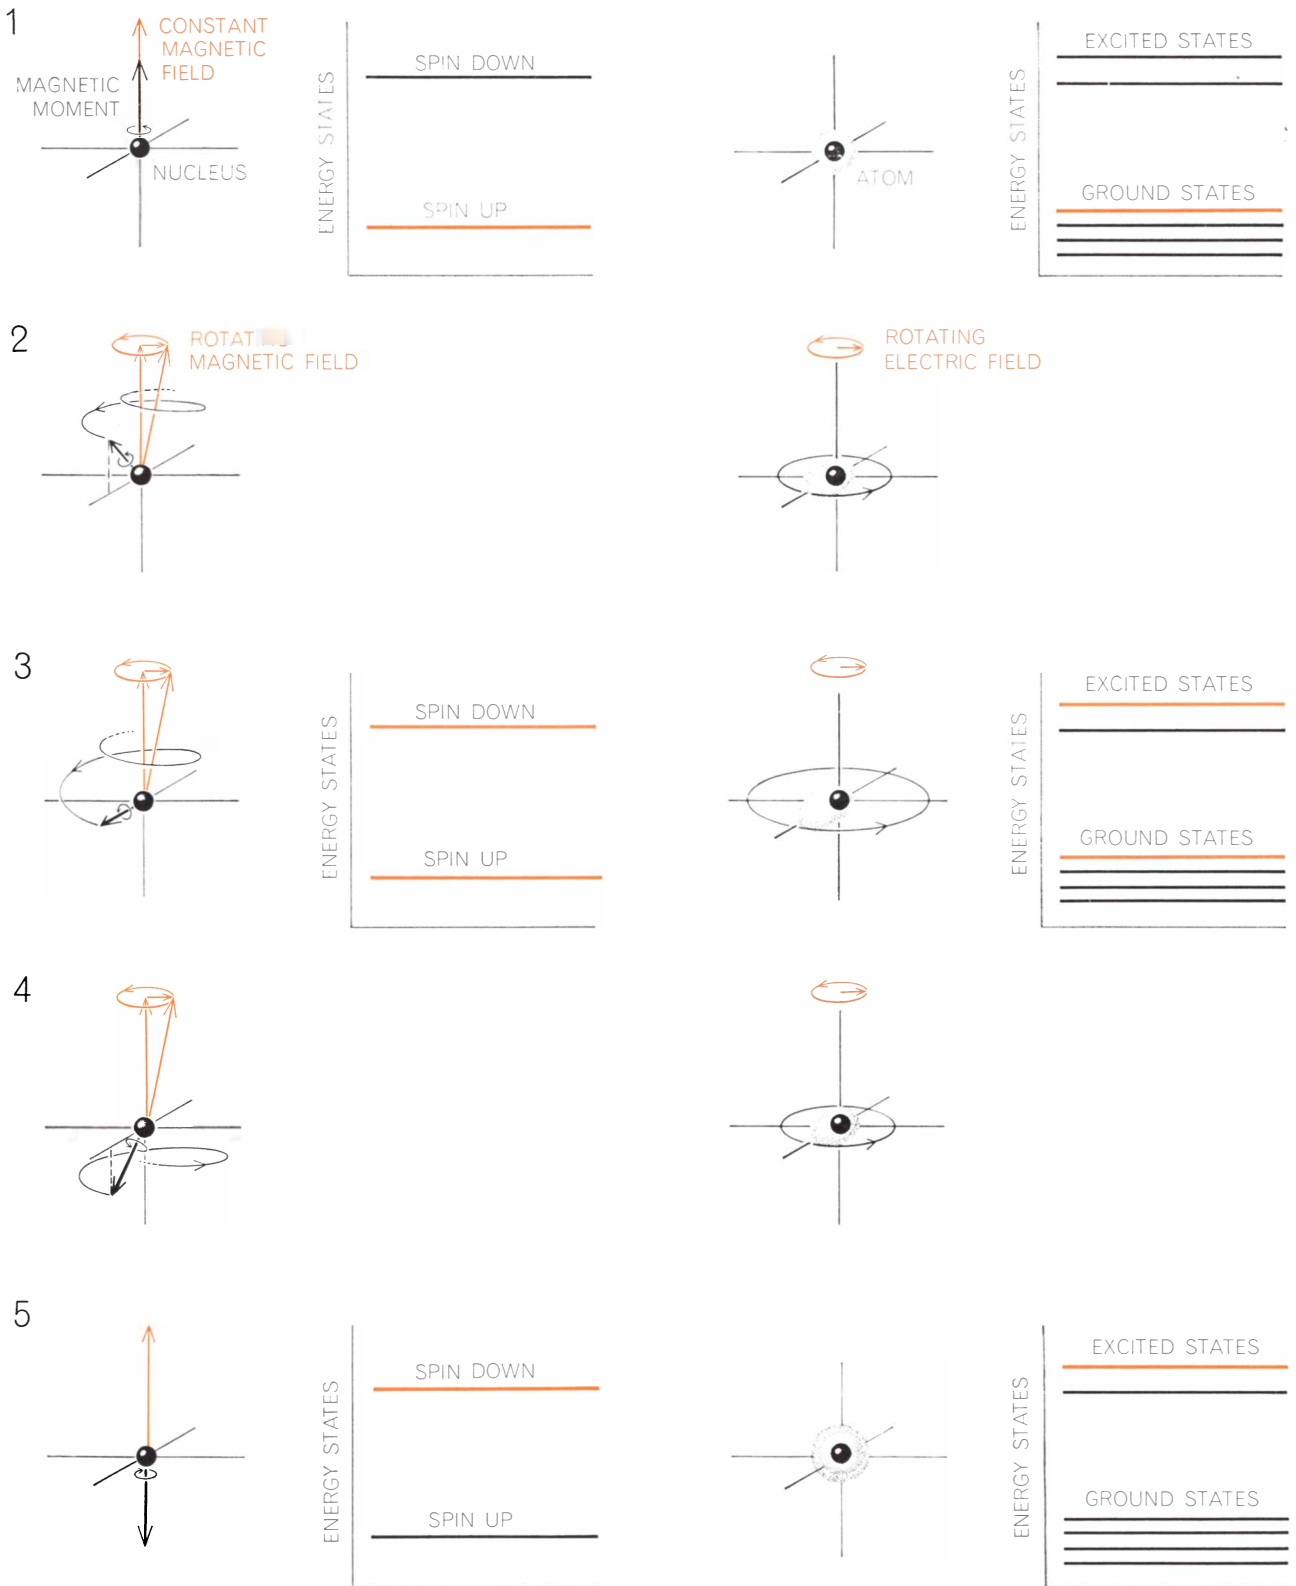 1
CONSTANT
MAGNETIC
FIELD
MAGNETIC
MOMENT
NUCLEUS
ENERGY STATES
SPIN DOWN
SPIN UP
ATOM
ENERGY STATES
EXCITED STATES
GROUND STATES
2
MAGNETIC FIELD
ROTATING
ELECTRIC FIELD
3
ENERGY STATES
SPIN DOWN
SPIN UP
ENERGY STATES
EXCITED STATES
GROUND STATES
4
5
ENERGY STATES
SPIN DOWN
SPIN UP
ENERGY STATES
EXCITED STATES
GROUND STATES